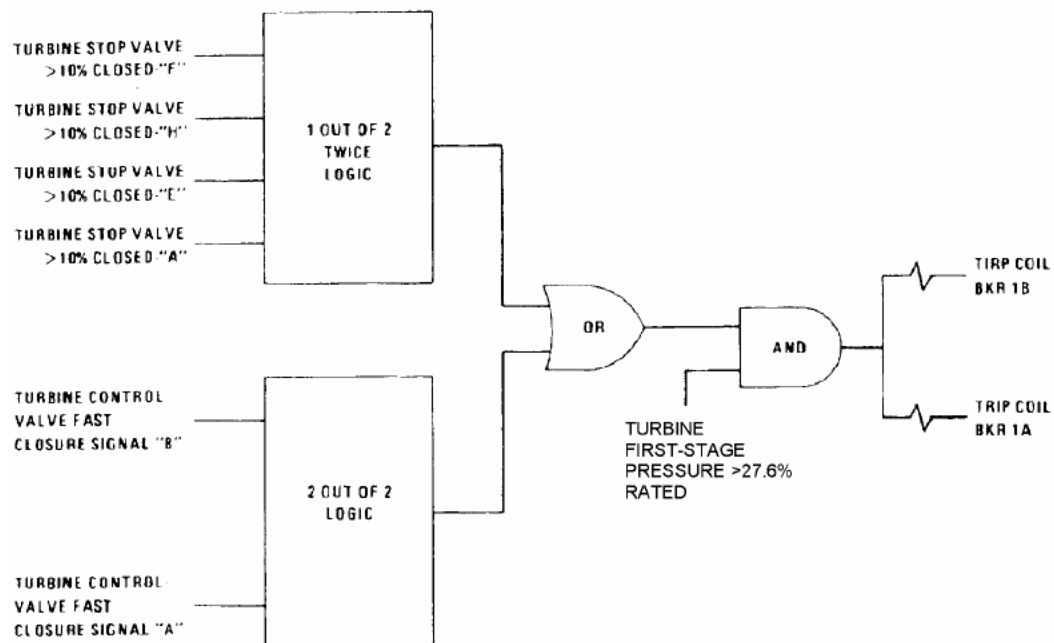 TURBINE STOP VALVE
>10% CLOSED-"F"
TURBINE STOP VALVE
>10% CLOSED-"H"
TURBINE STOP VALVE
>10% CLOSED-"E"
TURBINE STOP VALVE
>10% CLOSED-"A"
1 OUT OF 2
TWICE
LOGIC
TURBINE CONTROL
VALVE FAST
CLOSURE SIGNAL "B"
2 OUT OF 2
LOGIC
TURBINE CONTROL
VALVE FAST
CLOSURE SIGNAL "A"
OR
AND
TURBINE
FIRST-STAGE
PRESSURE >27.6%
RATED
TIRP COIL
BKR 1B
TRIP COIL
BKR 1A